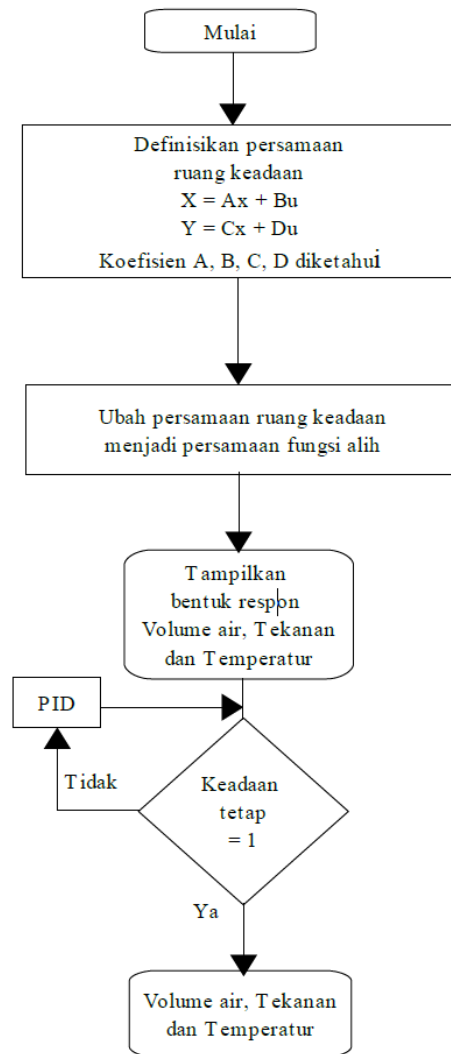 Mulai
Definisikan persamaan
ruang keadaan
X = Ax + Bu
Y = Cx + Du
Koefisien A, B, C, D diketahui
Ubah persamaan ruang keadaan
menjadi persamaan fungsi alih
Tampilkan
bentuk respon
Volume air, Tekanan
dan Temperatur
PID
Tidak
Keadaan
tetap
= 1
Ya
Volume air, Tekanan
dan Temperatur